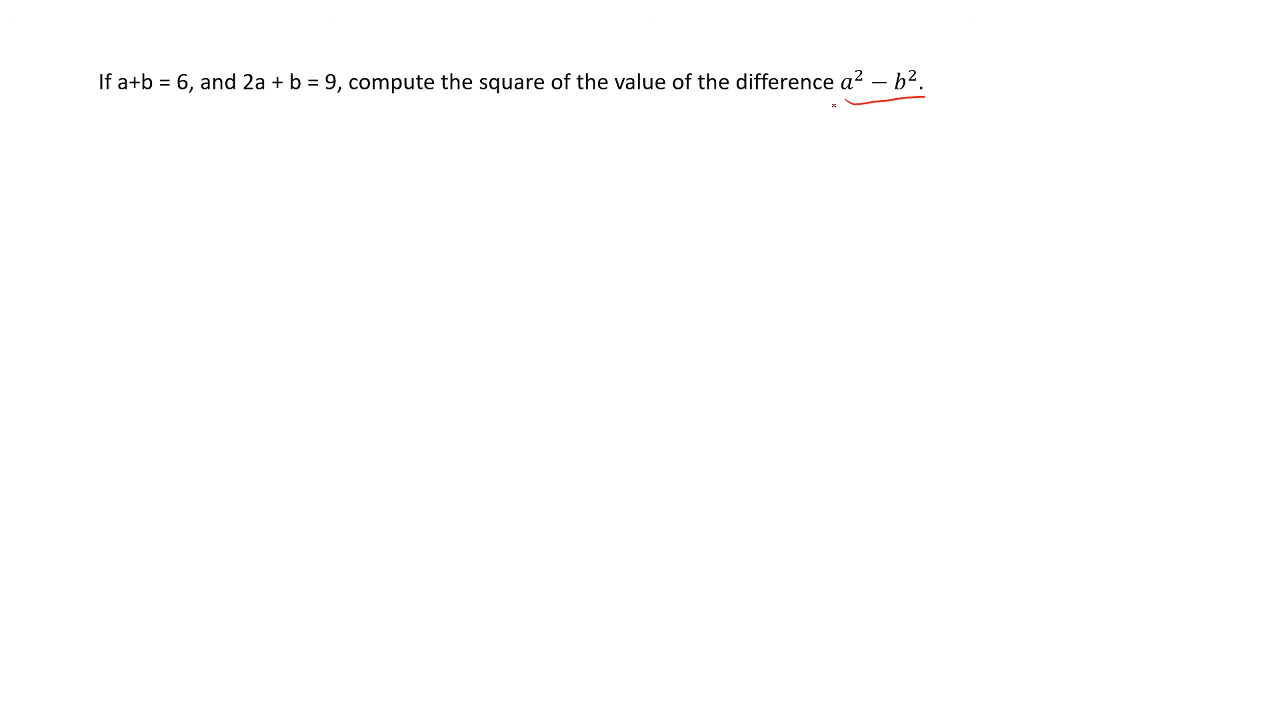 If a+b = 6, and 2a + b = 9, compute the square of the value of the difference a² − b².